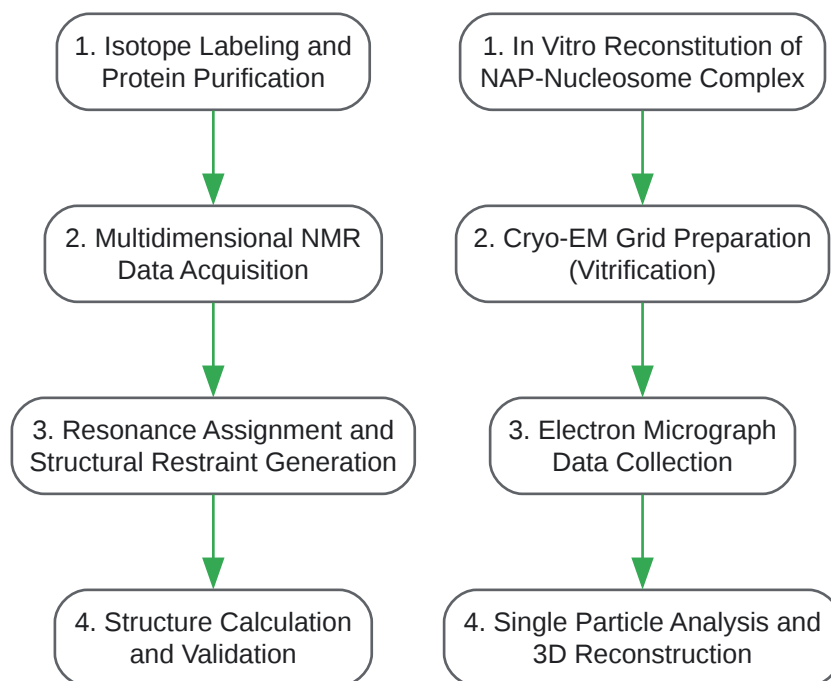 1. Isotope Labeling and
Protein Purification
2. Multidimensional NMR
Data Acquisition
3. Resonance Assignment and
Structural Restraint Generation
4. Structure Calculation
and Validation
1. In Vitro Reconstitution of
NAP-Nucleosome Complex
2. Cryo-EM Grid Preparation
(Vitrification)
3. Electron Micrograph
Data Collection
4. Single Particle Analysis and
3D Reconstruction